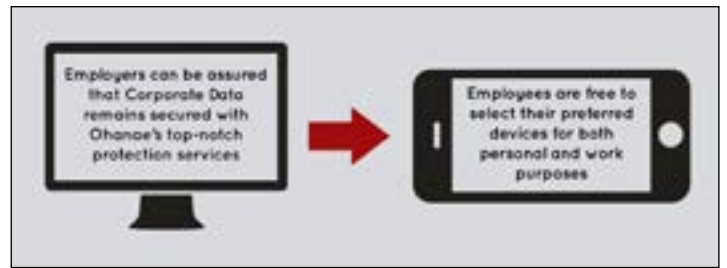 Employers can be assured
that Corporate Data
remains secured with
Ohanae's top-notch
protection services
Employees are free to
select their preferred
devices for both
personal and work
purposes